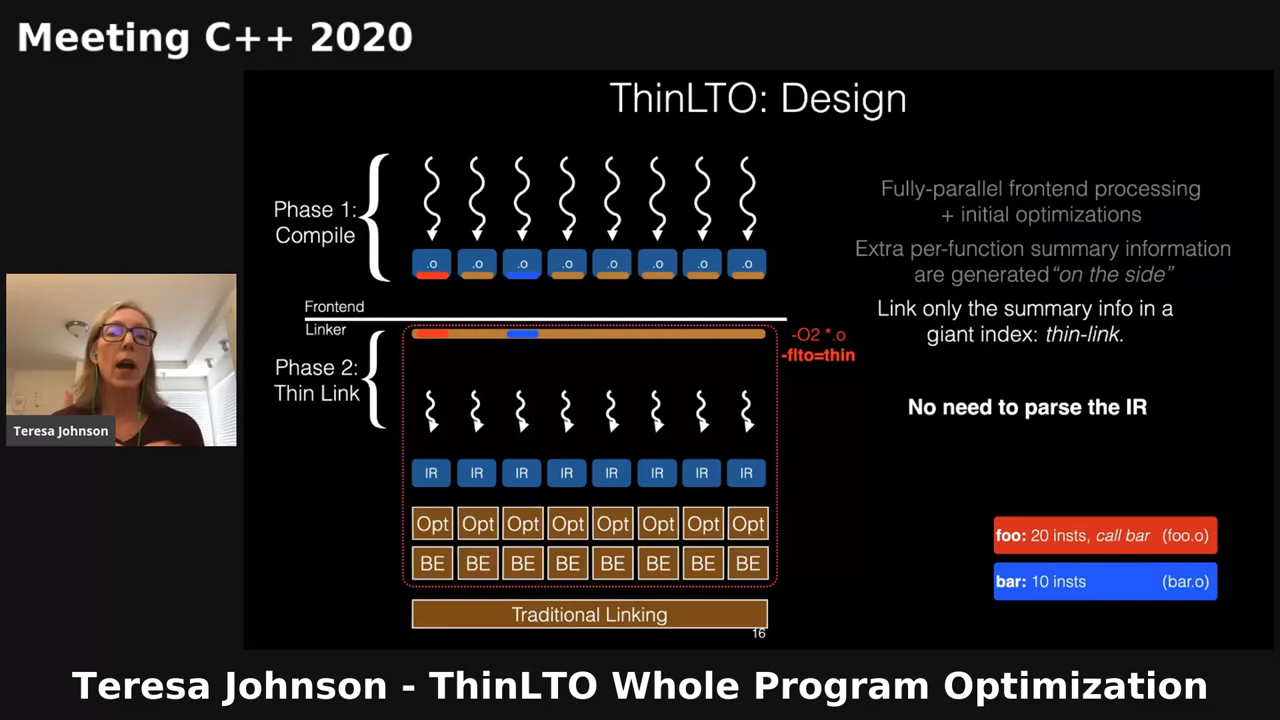 Meeting C++ 2020
ThinLTO: Design
Phase 1:
Compile
.o .o .o .o .o .o .o .o
Frontend
Linker
Phase 2:
Thin Link
-O2 *.o
-flto=thin
IR IR IR IR IR IR IR IR
Opt Opt Opt Opt Opt Opt Opt Opt
BE BE BE BE BE BE BE BE
Traditional Linking
16
Fully-parallel frontend processing
+ initial optimizations
Extra per-function summary information
are generated “on the side”
Link only the summary info in a
giant index: thin-link.
No need to parse the IR
foo: 20 insts, call bar (foo.o)
bar: 10 insts (bar.o)
Teresa Johnson
Teresa Johnson - ThinLTO Whole Program Optimization